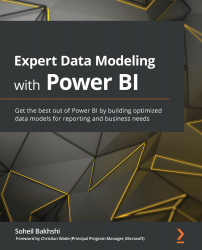 Expert Data Modeling
with Power BI
Get the best out of Power BI by building optimized
data models for reporting and business needs
Soheil Bakhshi
Foreword by Christian Wade (Principal Program Manager, Microsoft)